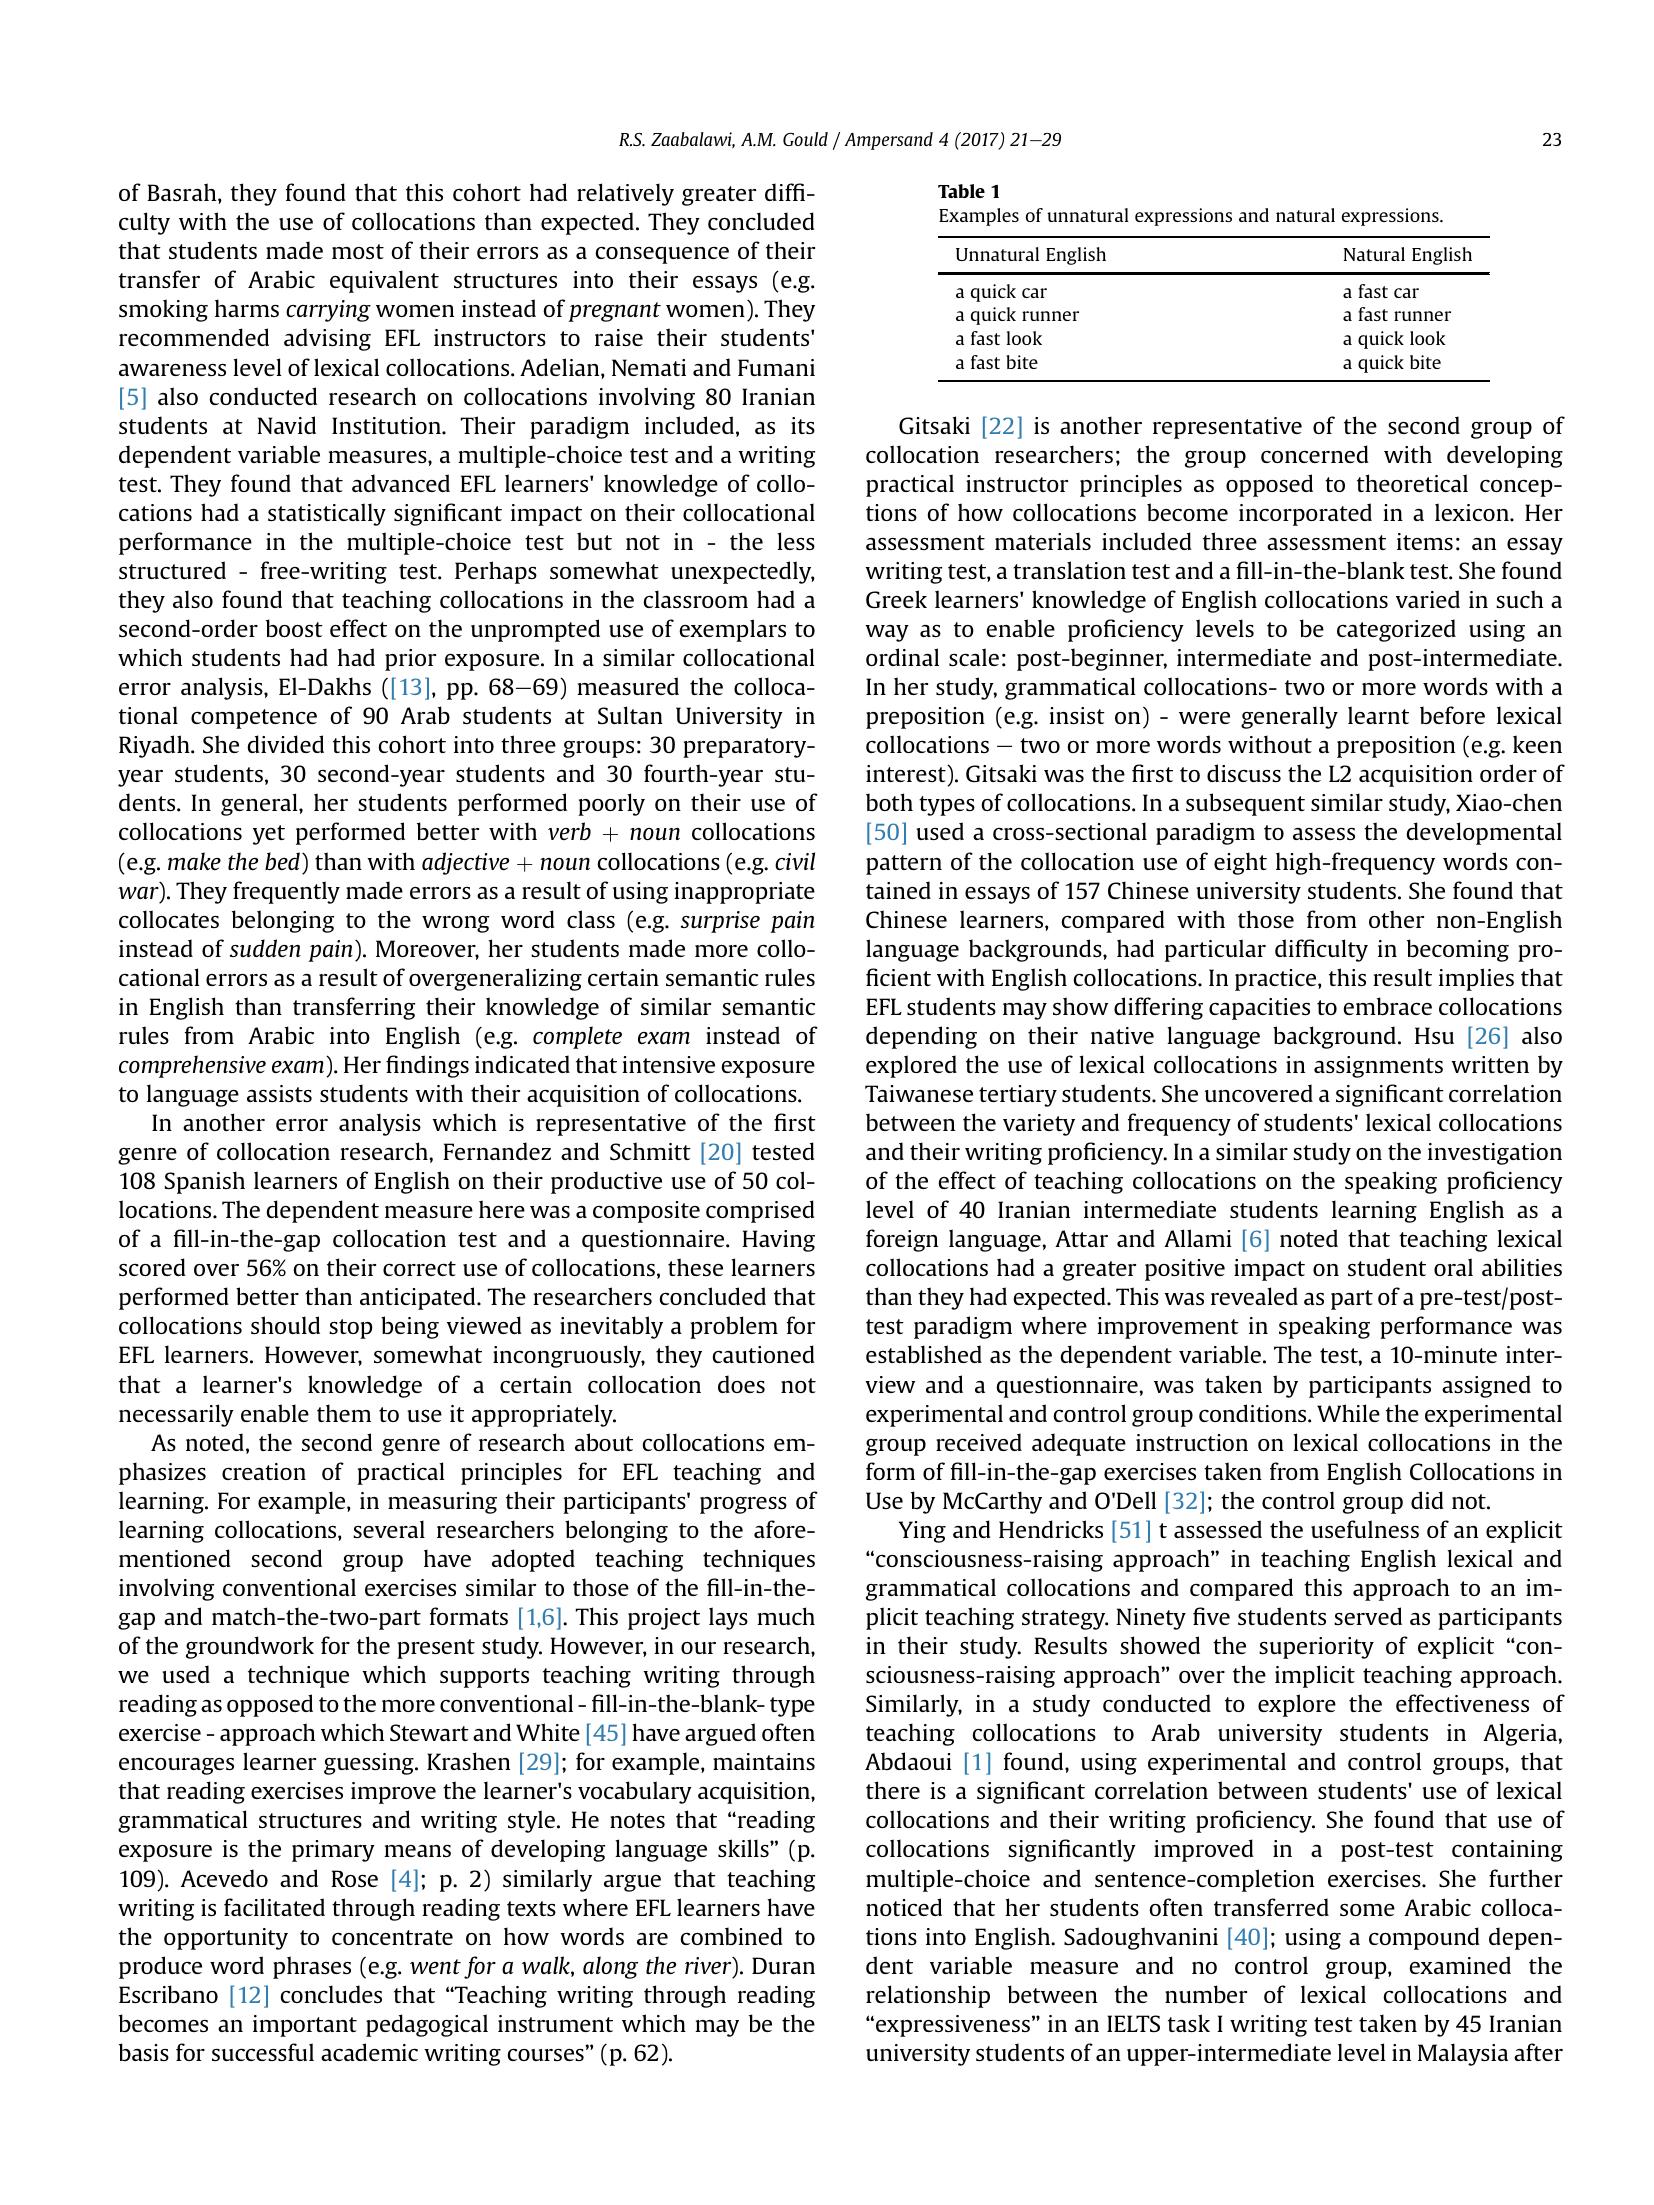 R.S. Zaabalawi, A.M. Gould / Ampersand 4 (2017) 21–29
23
of Basrah, they found that this cohort had relatively greater diffi-
culty with the use of collocations than expected. They concluded
that students made most of their errors as a consequence of their
transfer of Arabic equivalent structures into their essays (e.g.
smoking harms carrying women instead of pregnant women). They
recommended advising EFL instructors to raise their students'
awareness level of lexical collocations. Adelian, Nemati and Fumani
[5] also conducted research on collocations involving 80 Iranian
students at Navid Institution. Their paradigm included, as its
dependent variable measures, a multiple-choice test and a writing
test. They found that advanced EFL learners' knowledge of collo-
cations had a statistically significant impact on their collocational
performance in the multiple-choice test but not in - the less
structured - free-writing test. Perhaps somewhat unexpectedly,
they also found that teaching collocations in the classroom had a
second-order boost effect on the unprompted use of exemplars to
which students had had prior exposure. In a similar collocational
error analysis, El-Dakhs ([13], pp. 68–69) measured the colloca-
tional competence of 90 Arab students at Sultan University in
Riyadh. She divided this cohort into three groups: 30 preparatory-
year students, 30 second-year students and 30 fourth-year stu-
dents. In general, her students performed poorly on their use of
collocations yet performed better with verb + noun collocations
(e.g. make the bed) than with adjective + noun collocations (e.g. civil
war). They frequently made errors as a result of using inappropriate
collocates belonging to the wrong word class (e.g. surprise pain
instead of sudden pain). Moreover, her students made more collo-
cational errors as a result of overgeneralizing certain semantic rules
in English than transferring their knowledge of similar semantic
rules from Arabic into English (e.g. complete exam instead of
comprehensive exam). Her findings indicated that intensive exposure
to language assists students with their acquisition of collocations.
In another error analysis which is representative of the first
genre of collocation research, Fernandez and Schmitt [20] tested
108 Spanish learners of English on their productive use of 50 col-
locations. The dependent measure here was a composite comprised
of a fill-in-the-gap collocation test and a questionnaire. Having
scored over 56% on their correct use of collocations, these learners
performed better than anticipated. The researchers concluded that
collocations should stop being viewed as inevitably a problem for
EFL learners. However, somewhat incongruously, they cautioned
that a learner's knowledge of a certain collocation does not
necessarily enable them to use it appropriately.
As noted, the second genre of research about collocations em-
phasizes creation of practical principles for EFL teaching and
learning. For example, in measuring their participants' progress of
learning collocations, several researchers belonging to the afore-
mentioned second group have adopted teaching techniques
involving conventional exercises similar to those of the fill-in-the-
gap and match-the-two-part formats [1,6]. This project lays much
of the groundwork for the present study. However, in our research,
we used a technique which supports teaching writing through
reading as opposed to the more conventional - fill-in-the-blank- type
exercise - approach which Stewart and White [45] have argued often
encourages learner guessing. Krashen [29]; for example, maintains
that reading exercises improve the learner's vocabulary acquisition,
grammatical structures and writing style. He notes that “reading
exposure is the primary means of developing language skills” (p.
109). Acevedo and Rose [4]; p. 2) similarly argue that teaching
writing is facilitated through reading texts where EFL learners have
the opportunity to concentrate on how words are combined to
produce word phrases (e.g. went for a walk, along the river). Duran
Escribano [12] concludes that “Teaching writing through reading
becomes an important pedagogical instrument which may be the
basis for successful academic writing courses” (p. 62).
Table 1
Examples of unnatural expressions and natural expressions.
Unnatural English Natural English
a quick car a fast car
a quick runner a fast runner
a fast look a quick look
a fast bite a quick bite
Gitsaki [22] is another representative of the second group of
collocation researchers; the group concerned with developing
practical instructor principles as opposed to theoretical concep-
tions of how collocations become incorporated in a lexicon. Her
assessment materials included three assessment items: an essay
writing test, a translation test and a fill-in-the-blank test. She found
Greek learners' knowledge of English collocations varied in such a
way as to enable proficiency levels to be categorized using an
ordinal scale: post-beginner, intermediate and post-intermediate.
In her study, grammatical collocations- two or more words with a
preposition (e.g. insist on) - were generally learnt before lexical
collocations – two or more words without a preposition (e.g. keen
interest). Gitsaki was the first to discuss the L2 acquisition order of
both types of collocations. In a subsequent similar study, Xiao-chen
[50] used a cross-sectional paradigm to assess the developmental
pattern of the collocation use of eight high-frequency words con-
tained in essays of 157 Chinese university students. She found that
Chinese learners, compared with those from other non-English
language backgrounds, had particular difficulty in becoming pro-
ficient with English collocations. In practice, this result implies that
EFL students may show differing capacities to embrace collocations
depending on their native language background. Hsu [26] also
explored the use of lexical collocations in assignments written by
Taiwanese tertiary students. She uncovered a significant correlation
between the variety and frequency of students' lexical collocations
and their writing proficiency. In a similar study on the investigation
of the effect of teaching collocations on the speaking proficiency
level of 40 Iranian intermediate students learning English as a
foreign language, Attar and Allami [6] noted that teaching lexical
collocations had a greater positive impact on student oral abilities
than they had expected. This was revealed as part of a pre-test/post-
test paradigm where improvement in speaking performance was
established as the dependent variable. The test, a 10-minute inter-
view and a questionnaire, was taken by participants assigned to
experimental and control group conditions. While the experimental
group received adequate instruction on lexical collocations in the
form of fill-in-the-gap exercises taken from English Collocations in
Use by McCarthy and O'Dell [32]; the control group did not.
Ying and Hendricks [51] t assessed the usefulness of an explicit
“consciousness-raising approach” in teaching English lexical and
grammatical collocations and compared this approach to an im-
plicit teaching strategy. Ninety five students served as participants
in their study. Results showed the superiority of explicit “con-
sciousness-raising approach” over the implicit teaching approach.
Similarly, in a study conducted to explore the effectiveness of
teaching collocations to Arab university students in Algeria,
Abdaoui [1] found, using experimental and control groups, that
there is a significant correlation between students' use of lexical
collocations and their writing proficiency. She found that use of
collocations significantly improved in a post-test containing
multiple-choice and sentence-completion exercises. She further
noticed that her students often transferred some Arabic colloca-
tions into English. Sadoughvanini [40]; using a compound depen-
dent variable measure and no control group, examined the
relationship between the number of lexical collocations and
“expressiveness” in an IELTS task I writing test taken by 45 Iranian
university students of an upper-intermediate level in Malaysia after